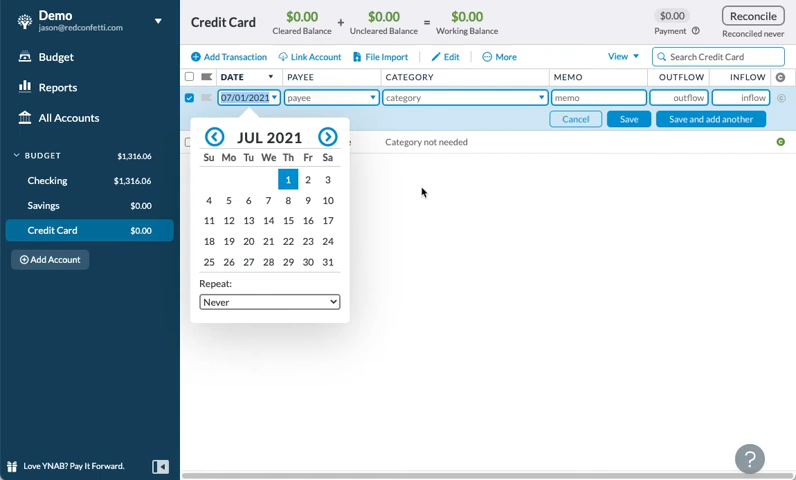 Demo
jason@redconfetti.com
Budget
Reports
All Accounts
BUDGET $1,316.06
Checking $1,316.06
Savings $0.00
Credit Card $0.00
Add Account
Love YNAB? Pay It Forward.
Credit Card
$0.00 + $0.00 = $0.00
Cleared Balance Uncleared Balance Working Balance
$0.00
Payment ?
Reconcile
Reconciled never
Add Transaction Link Account File Import Edit More View Search Credit Card
DATE PAYEE CATEGORY MEMO OUTFLOW INFLOW C
07/01/2021 payee category memo outflow inflow C
Cancel Save Save and add another
Category not needed C
JUL 2021
Su Mo Tu We Th Fr Sa
1 2 3
4 5 6 7 8 9 10
11 12 13 14 15 16 17
18 19 20 21 22 23 24
25 26 27 28 29 30 31
Repeat:
Never
?